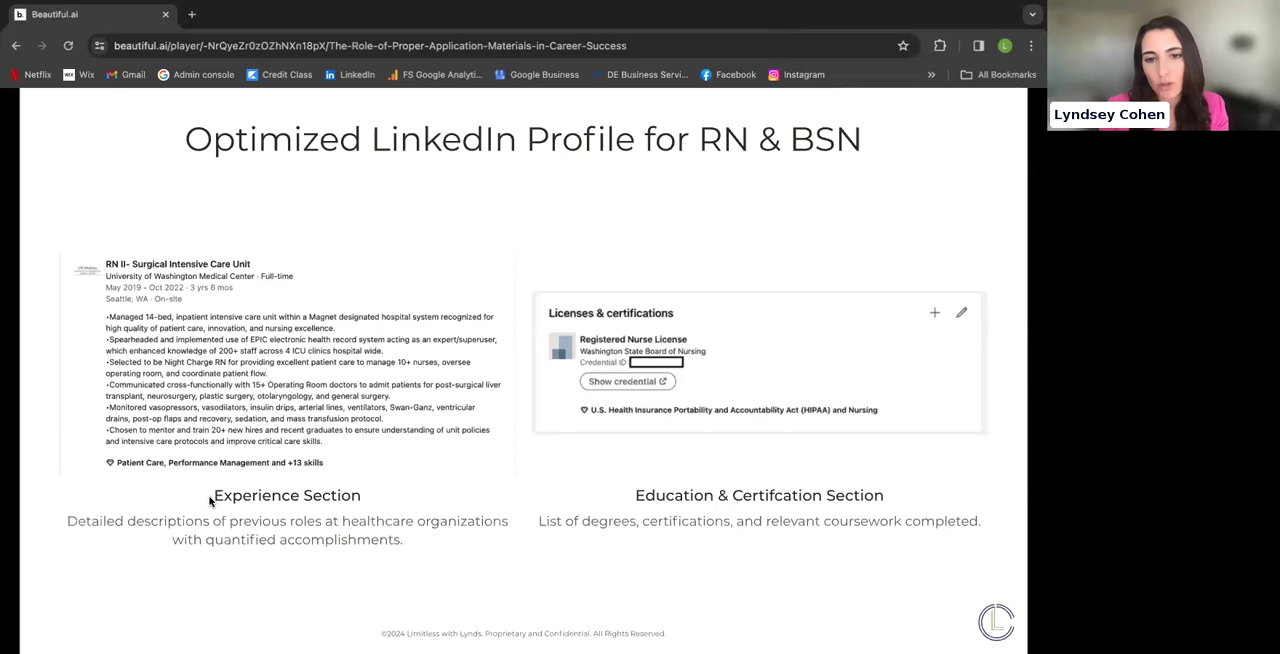 b. Beautiful.ai
beautiful.ai/player/-NrQyeZr0zOZhNXn18pX/The-Role-of-Proper-Application-Materials-in-Career-Success
L
Netflix WIX Wix Gmail Admin console Credit Class LinkedIn FS Google Analyti... Google Business DE Business Servi... Facebook Instagram » All Bookmarks
Lyndsey Cohen
Optimized LinkedIn Profile for RN & BSN
RN II- Surgical Intensive Care Unit
University of Washington Medical Center · Full-time
May 2019 - Oct 2022 · 3 yrs 6 mos
Seattle, WA · On-site
•Managed 14-bed, inpatient intensive care unit within a Magnet designated hospital system recognized for
high quality of patient care, innovation, and nursing excellence.
•Spearheaded and implemented use of EPIC electronic health record system acting as an expert/superuser,
which enhanced knowledge of 200+ staff across 4 ICU clinics hospital wide.
•Selected to be Night Charge RN for providing excellent patient care to manage 10+ nurses, oversee
operating room, and coordinate patient flow.
•Communicated cross-functionally with 15+ Operating Room doctors to admit patients for post-surgical liver
transplant, neurosurgery, plastic surgery, otolaryngology, and general surgery.
•Monitored vasopressors, vasodilators, insulin drips, arterial lines, ventilators, Swan-Ganz, ventricular
drains, post-op flaps and recovery, sedation, and mass transfusion protocol.
•Chosen to mentor and train 20+ new hires and recent graduates to ensure understanding of unit policies
and intensive care protocols and improve critical care skills.
Patient Care, Performance Management and +13 skills
Experience Section
Detailed descriptions of previous roles at healthcare organizations
with quantified accomplishments.
Licenses & certifications
Registered Nurse License
Washington State Board of Nursing
Credential ID
Show credential
U.S. Health Insurance Portability and Accountability Act (HIPAA) and Nursing
Education & Certifcation Section
List of degrees, certifications, and relevant coursework completed.
©2024 Limitless with Lynds. Proprietary and Confidential. All Rights Reserved.